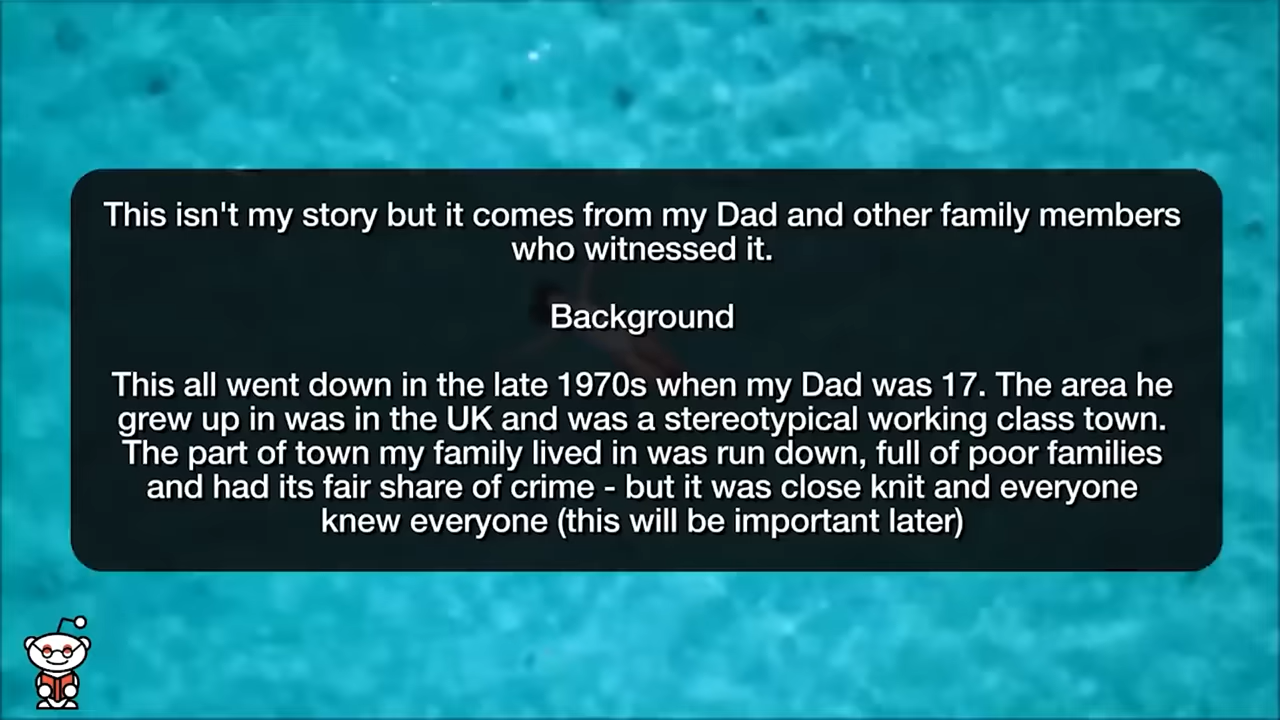 This isn't my story but it comes from my Dad and other family members
who witnessed it.
Background
This all went down in the late 1970s when my Dad was 17. The area he
grew up in was in the UK and was a stereotypical working class town.
The part of town my family lived in was run down, full of poor families
and had its fair share of crime - but it was close knit and everyone
knew everyone (this will be important later)